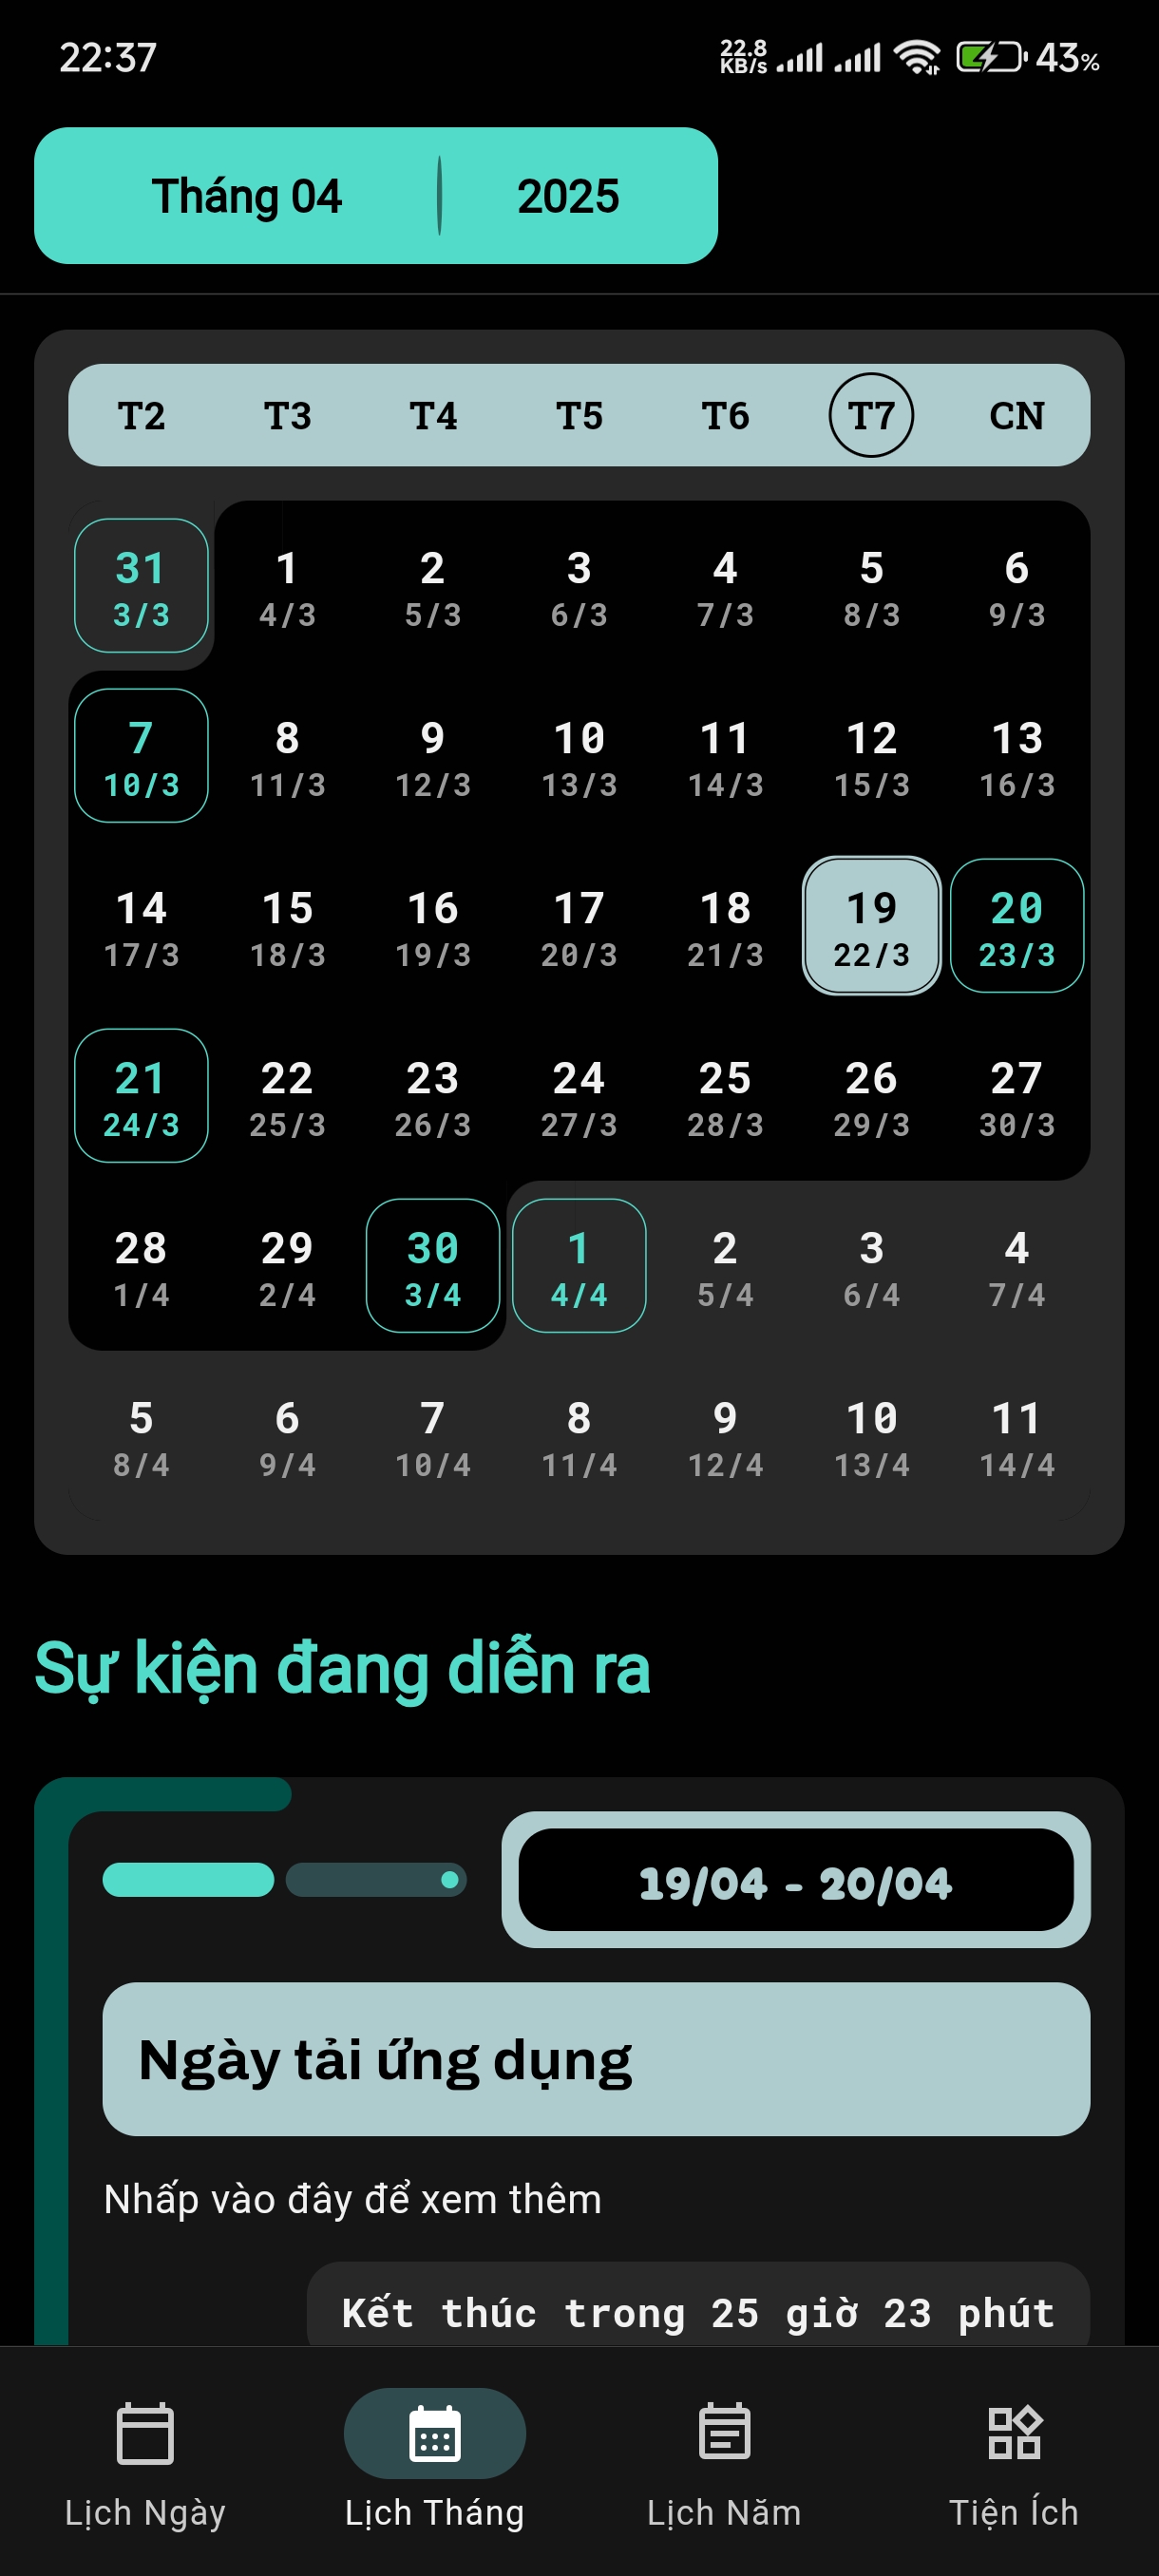 22:37 22.8 KB/s 43%
Tháng 04 2025
T2 T3 T4 T5 T6 T7 CN
31 1 2 3 4 5 6
3/3 4/3 5/3 6/3 7/3 8/3 9/3
7 8 9 10 11 12 13
10/3 11/3 12/3 13/3 14/3 15/3 16/3
14 15 16 17 18 19 20
17/3 18/3 19/3 20/3 21/3 22/3 23/3
21 22 23 24 25 26 27
24/3 25/3 26/3 27/3 28/3 29/3 30/3
28 29 30 1 2 3 4
1/4 2/4 3/4 4/4 5/4 6/4 7/4
5 6 7 8 9 10 11
8/4 9/4 10/4 11/4 12/4 13/4 14/4
Sự kiện đang diễn ra
19/04 - 20/04
Ngày tải ứng dụng
Nhấp vào đây để xem thêm
Kết thúc trong 25 giờ 23 phút
Lịch Ngày Lịch Tháng Lịch Năm Tiện Ích